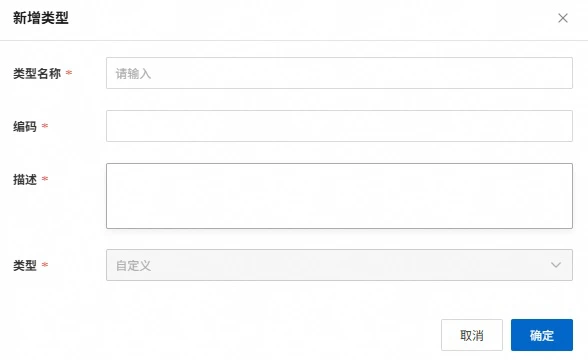 新增类型
类型名称 *
请输入
编码 *
描述 *
类型 *
自定义
取消
确定